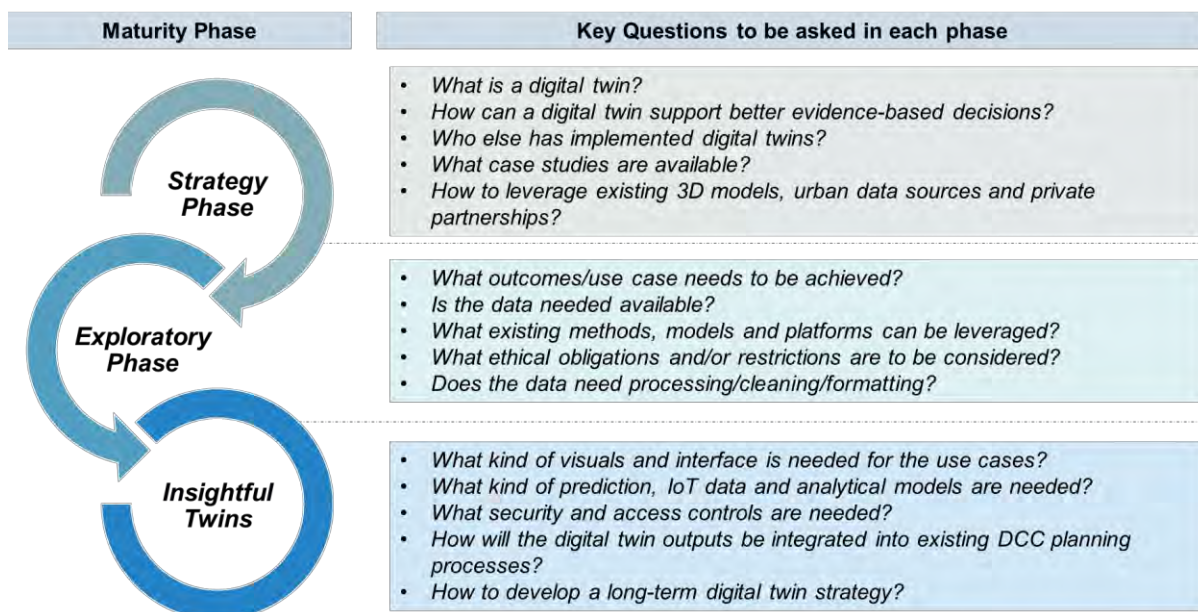 Maturity Phase
Key Questions to be asked in each phase
Strategy
Phase
• What is a digital twin?
• How can a digital twin support better evidence-based decisions?
• Who else has implemented digital twins?
• What case studies are available?
• How to leverage existing 3D models, urban data sources and private
partnerships?
Exploratory
Phase
• What outcomes/use case needs to be achieved?
• Is the data needed available?
• What existing methods, models and platforms can be leveraged?
• What ethical obligations and/or restrictions are to be considered?
• Does the data need processing/cleaning/formatting?
Insightful
Twins
• What kind of visuals and interface is needed for the use cases?
• What kind of prediction, IoT data and analytical models are needed?
• What security and access controls are needed?
• How will the digital twin outputs be integrated into existing DCC planning
processes?
• How to develop a long-term digital twin strategy?